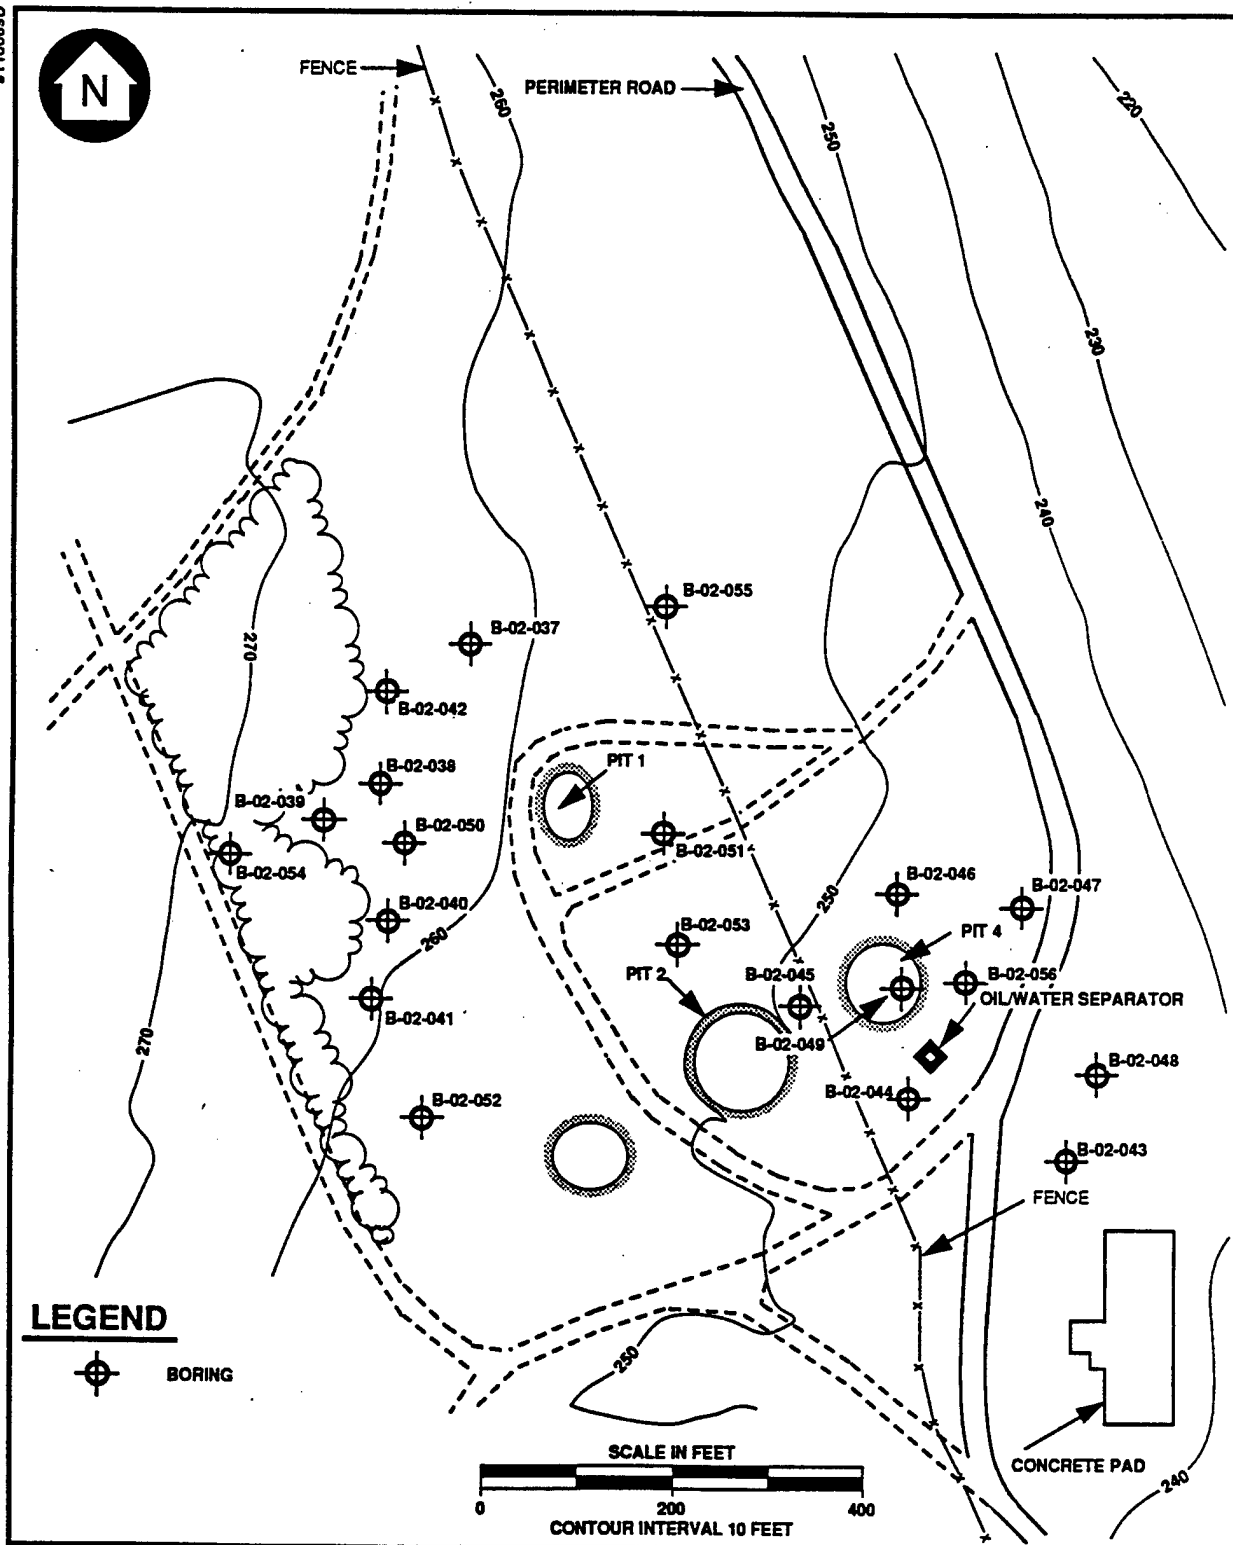 N
FENCE
PERIMETER ROAD
260
250
220
230
240
B-02-055
B-02-037
270
B-02-042
PIT 1
B-02-038
B-02-039
B-02-050
B-02-051
B-02-054
B-02-046
B-02-047
250
B-02-040
260
B-02-053
PIT 4
PIT 2
B-02-045
B-02-056
OIL/WATER SEPARATOR
B-02-041
270
B-02-049
B-02-048
B-02-044
B-02-052
B-02-043
FENCE
LEGEND
BORING
250
SCALE IN FEET
0 200 400
CONTOUR INTERVAL 10 FEET
CONCRETE PAD
240